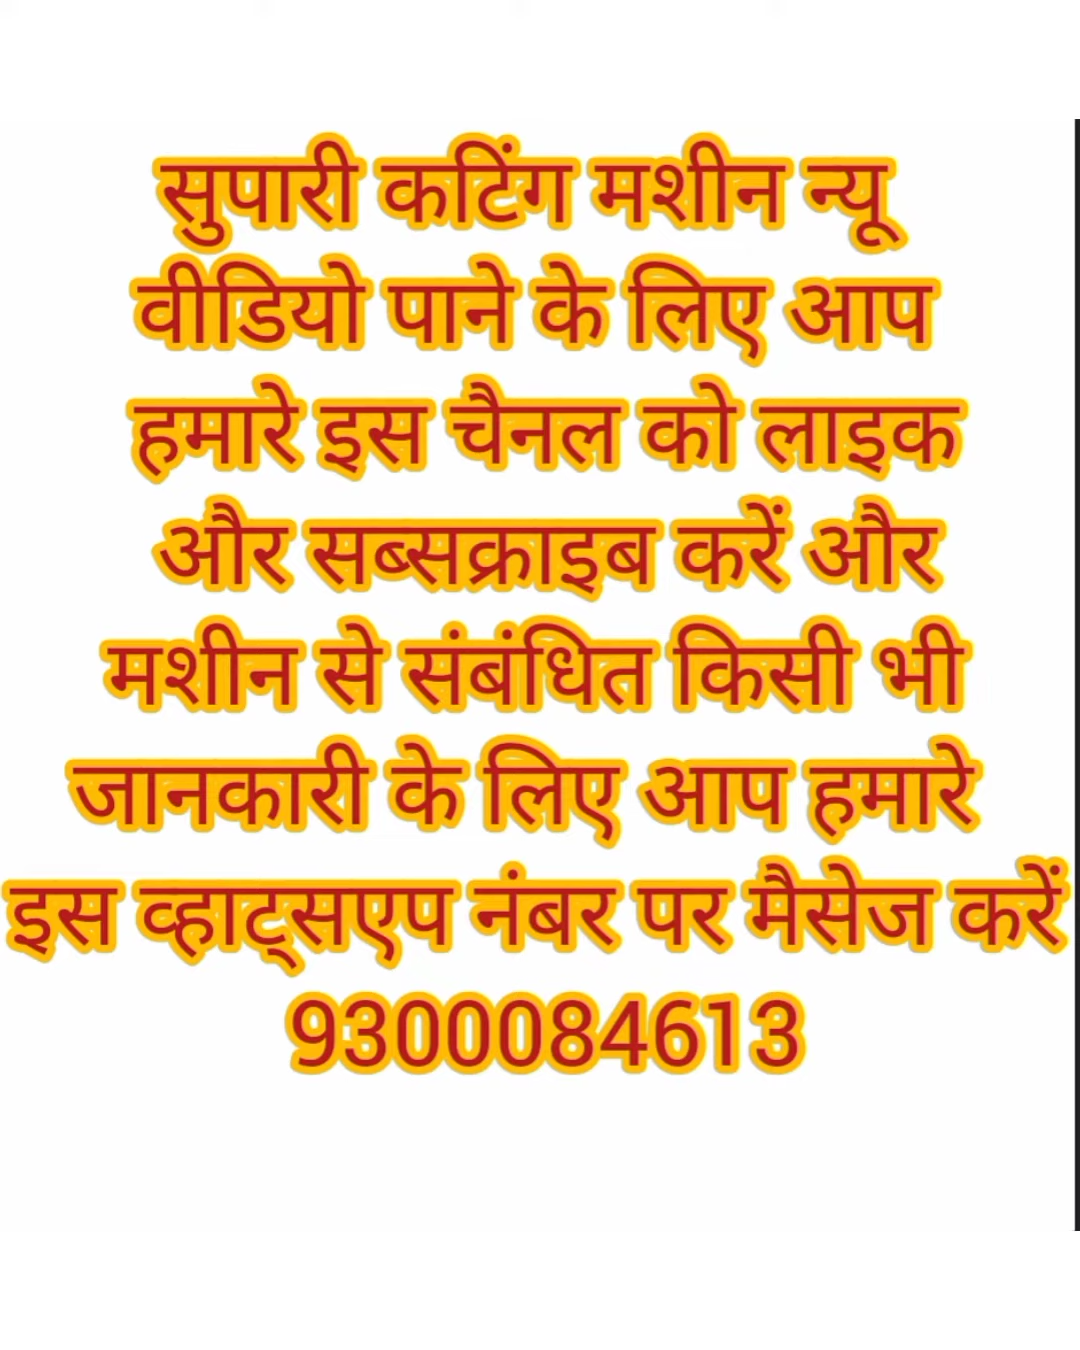 सुपारी कटिंग मशीन न्यू
वीडियो पाने के लिए आप
हमारे इस चैनल को लाइक
और सब्सक्राइब करें और
मशीन से संबंधित किसी भी
जानकारी के लिए आप हमारे
इस व्हाट्सएप नंबर पर मैसेज करें
9300084613